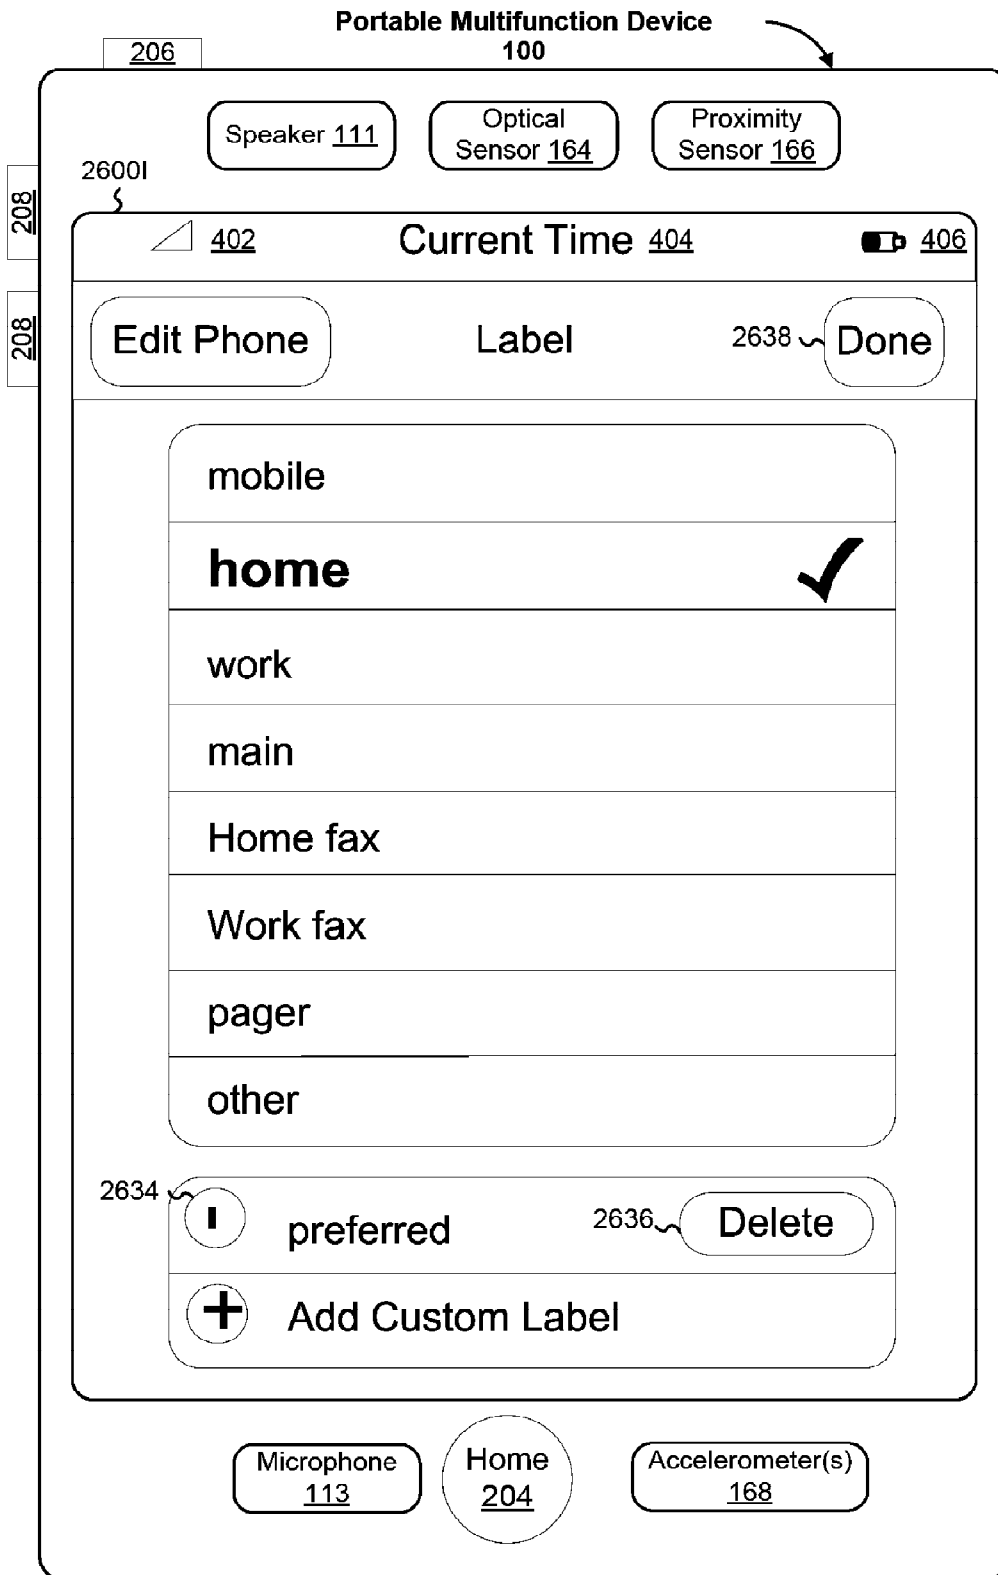 Portable Multifunction Device
100
206
Speaker 111
Optical
Sensor 164
Proximity
Sensor 166
208
2600I
402
Current Time 404
406
208
Edit Phone
Label
2638
Done
mobile
home
work
main
Home fax
Work fax
pager
other
2634
preferred
2636
Delete
Add Custom Label
Microphone
113
Home
204
Accelerometer(s)
168